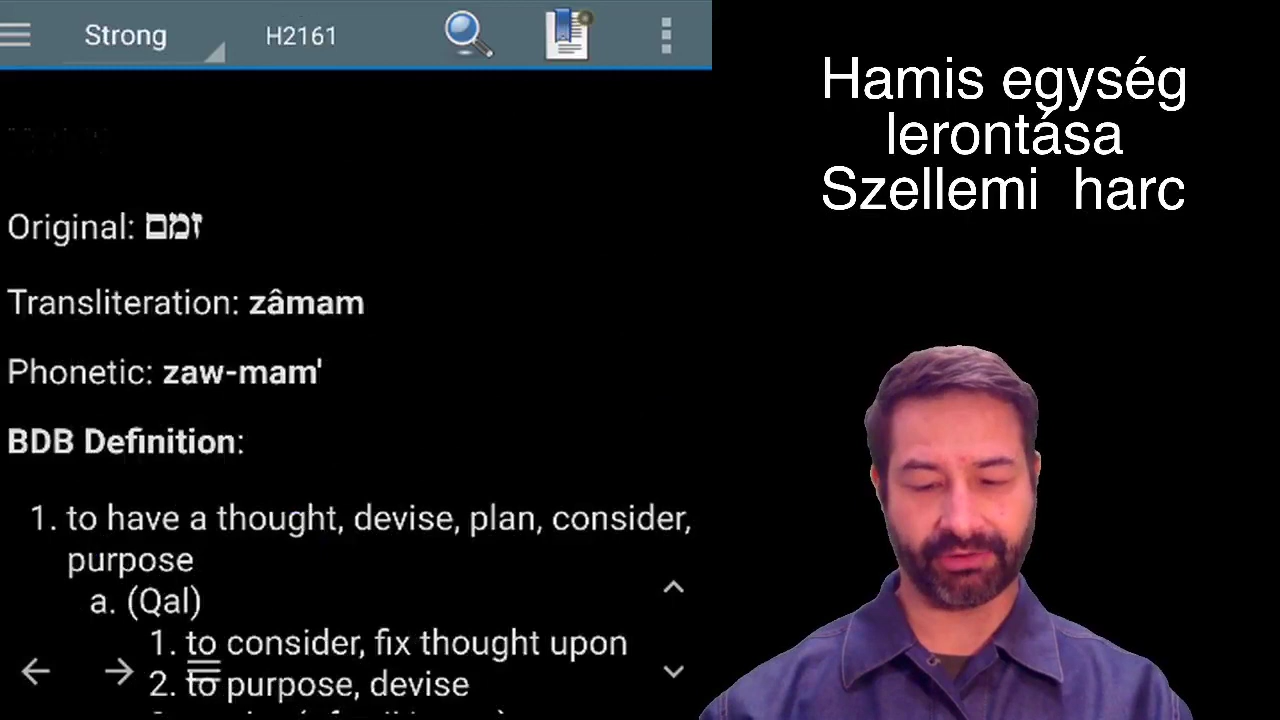 Strong H2161
Original: זמם
Transliteration: zâmam
Phonetic: zaw-mam'
BDB Definition:
1. to have a thought, devise, plan, consider,
purpose
a. (Qal)
1. to consider, fix thought upon
2. to purpose, devise
Hamis egység
lerontása
Szellemi harc